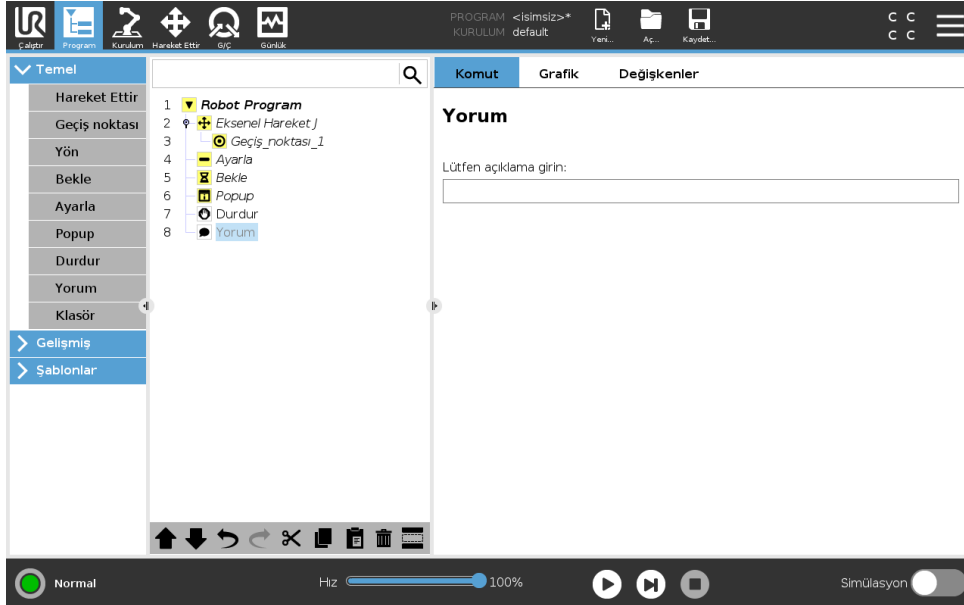 PROGRAM <isimsiz>*
KURULUM default
C C
C C
Çalıştır Program Kurulum Hareket Ettir G/Ç Günlük Yeni... Aç... Kaydet...
Temel
Hareket Ettir
Geçiş noktası
Yön
Bekle
Ayarla
Popup
Durdur
Yorum
Klasör
Gelişmiş
Şablonlar
1 Robot Program
2 Eksenel Hareket J
3 Geçiş_noktası_1
4 Ayarla
5 Bekle
6 Popup
7 Durdur
8 Yorum
Komut Grafik Değişkenler
Yorum
Lütfen açıklama girin:
Normal
Hız 100%
Simülasyon